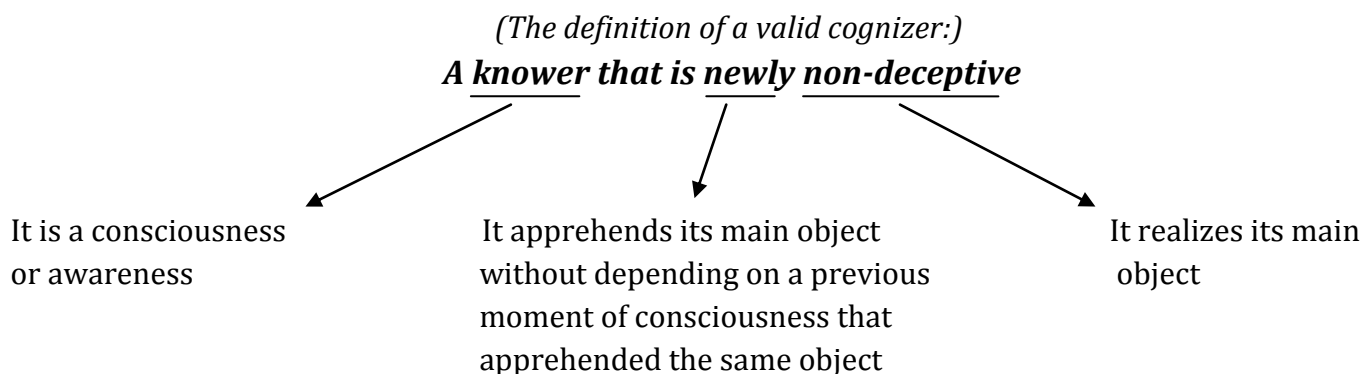 (The definition of a valid cognizer:)
A knower that is newly non-deceptive
It is a consciousness
or awareness
It apprehends its main object
without depending on a previous
moment of consciousness that
apprehended the same object
It realizes its main
object